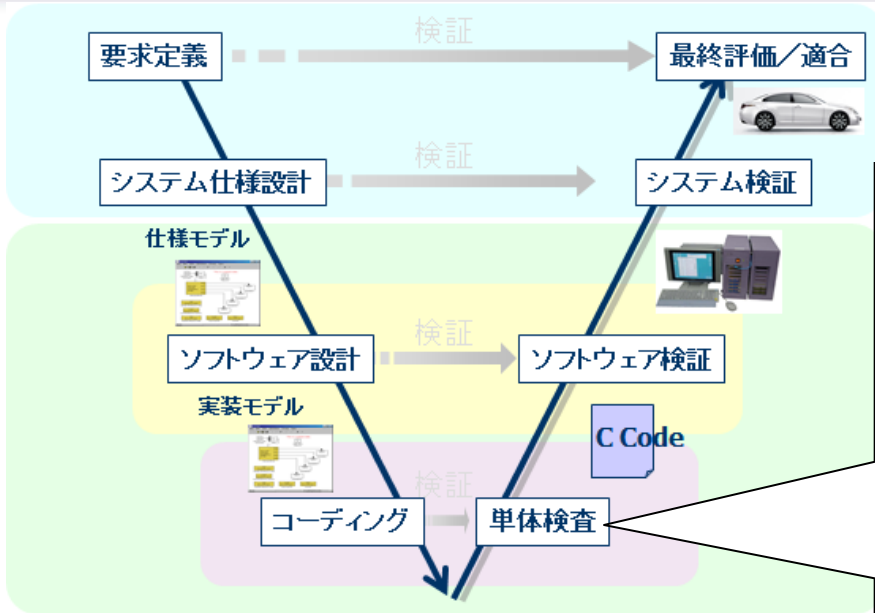 検証
要求定義
最終評価／適合
検証
システム仕様設計
システム検証
仕様モデル
検証
ソフトウェア設計
ソフトウェア検証
実装モデル
C Code
検証
コーディング
単体検査